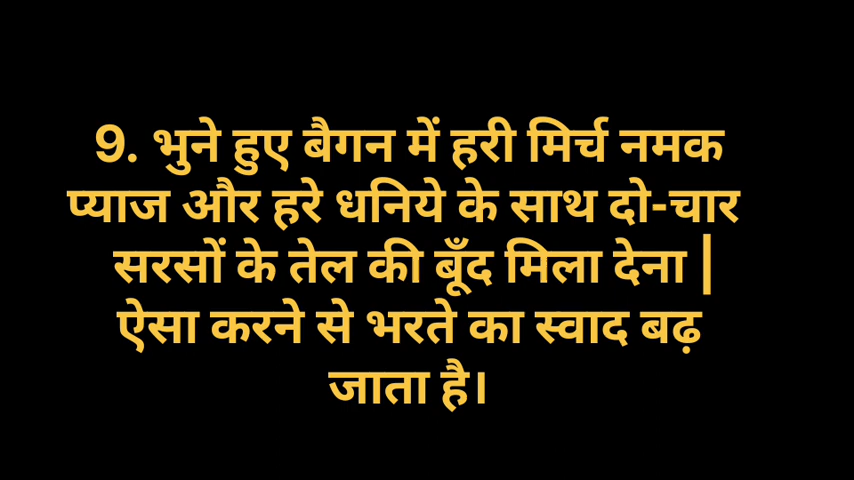 9. भुने हुए बैगन में हरी मिर्च नमक
प्याज और हरे धनिये के साथ दो-चार
सरसों के तेल की बूँद मिला देना |
ऐसा करने से भरते का स्वाद बढ़
जाता है।